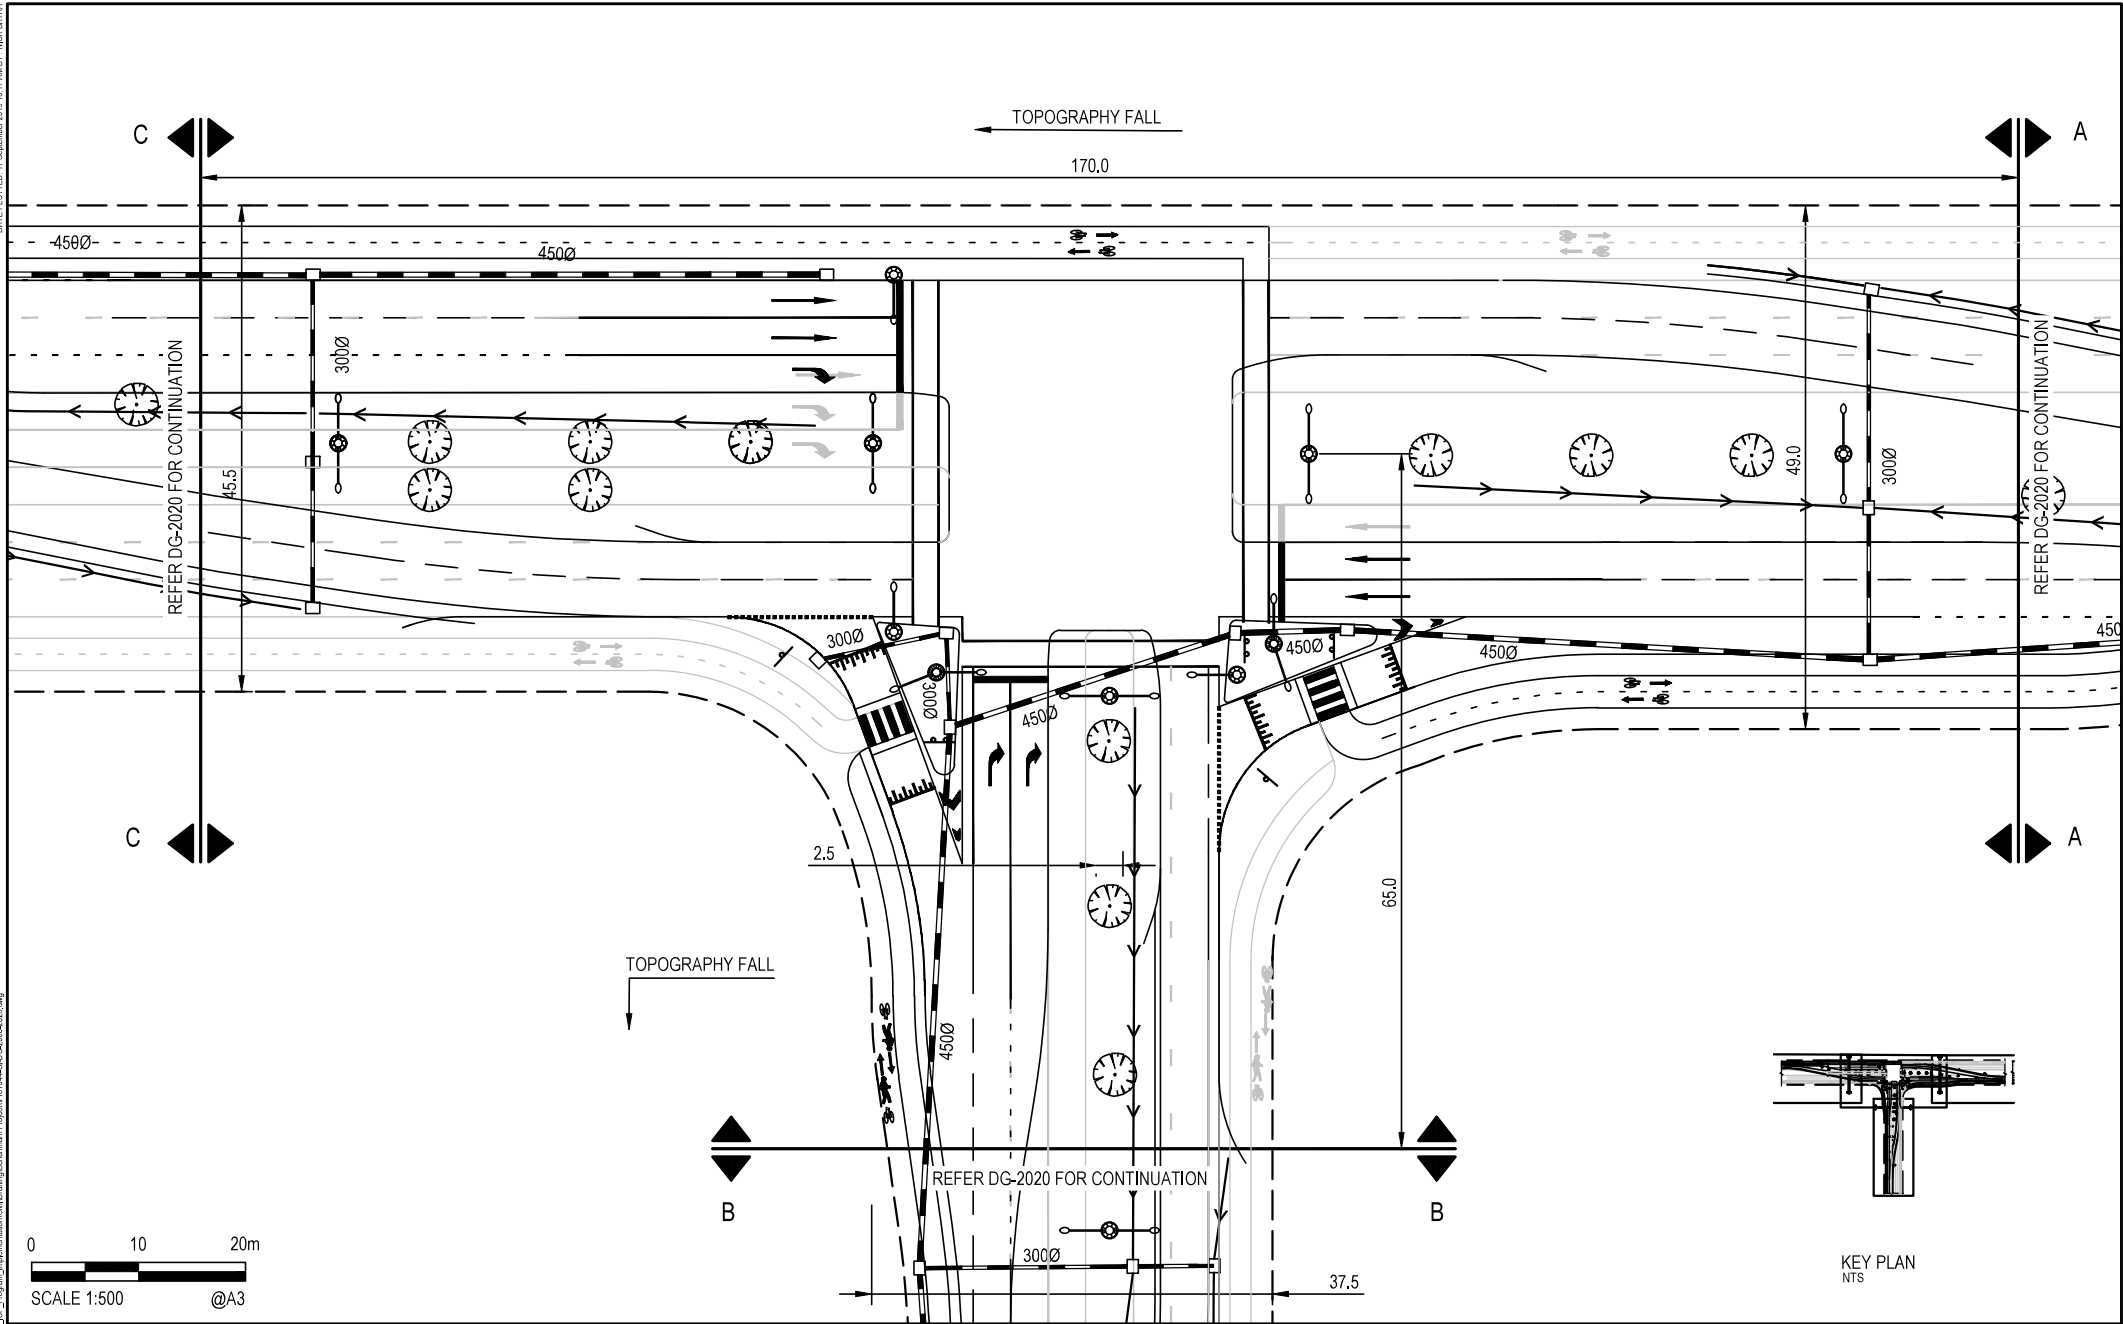 TOPOGRAPHY FALL
C
A
170.0
450Ø
450Ø
300Ø
REFER DG-2020 FOR CONTINUATION
45.5
49.0
300Ø
REFER DG-2020 FOR CONTINUATION
300Ø
450Ø
450Ø
450
300Ø
450Ø
C
A
2.5
65.0
TOPOGRAPHY FALL
450Ø
REFER DG-2020 FOR CONTINUATION
B
B
0 10 20m
SCALE 1:500 @A3
300Ø
37.5
KEY PLAN
NTS